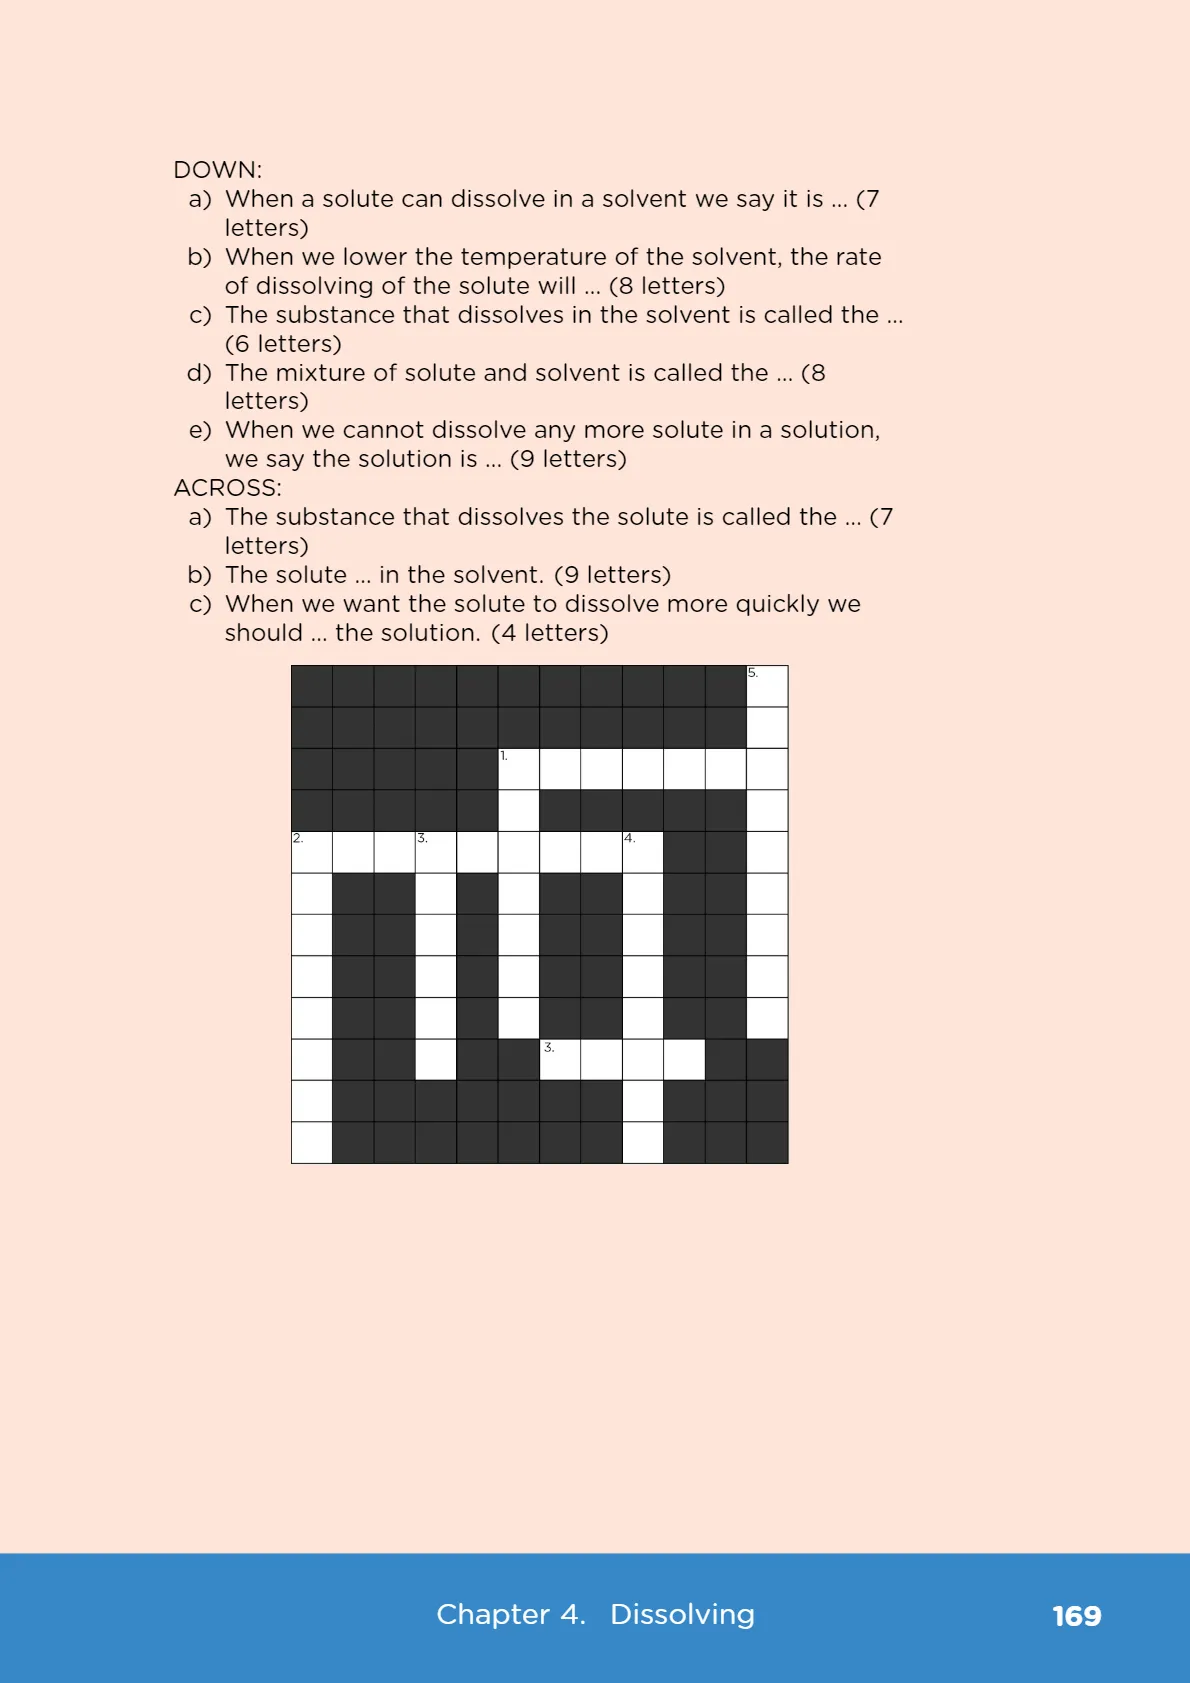 DOWN:
a) When a solute can dissolve in a solvent we say it is ... (7
letters)
b) When we lower the temperature of the solvent, the rate
of dissolving of the solute will ... (8 letters)
c) The substance that dissolves in the solvent is called the ...
(6 letters)
d) The mixture of solute and solvent is called the ... (8
letters)
e) When we cannot dissolve any more solute in a solution,
we say the solution is ... (9 letters)
ACROSS:
a) The substance that dissolves the solute is called the ... (7
letters)
b) The solute ... in the solvent. (9 letters)
c) When we want the solute to dissolve more quickly we
should ... the solution. (4 letters)
5.
1.
2. 3. 4.
3.
Chapter 4. Dissolving 169